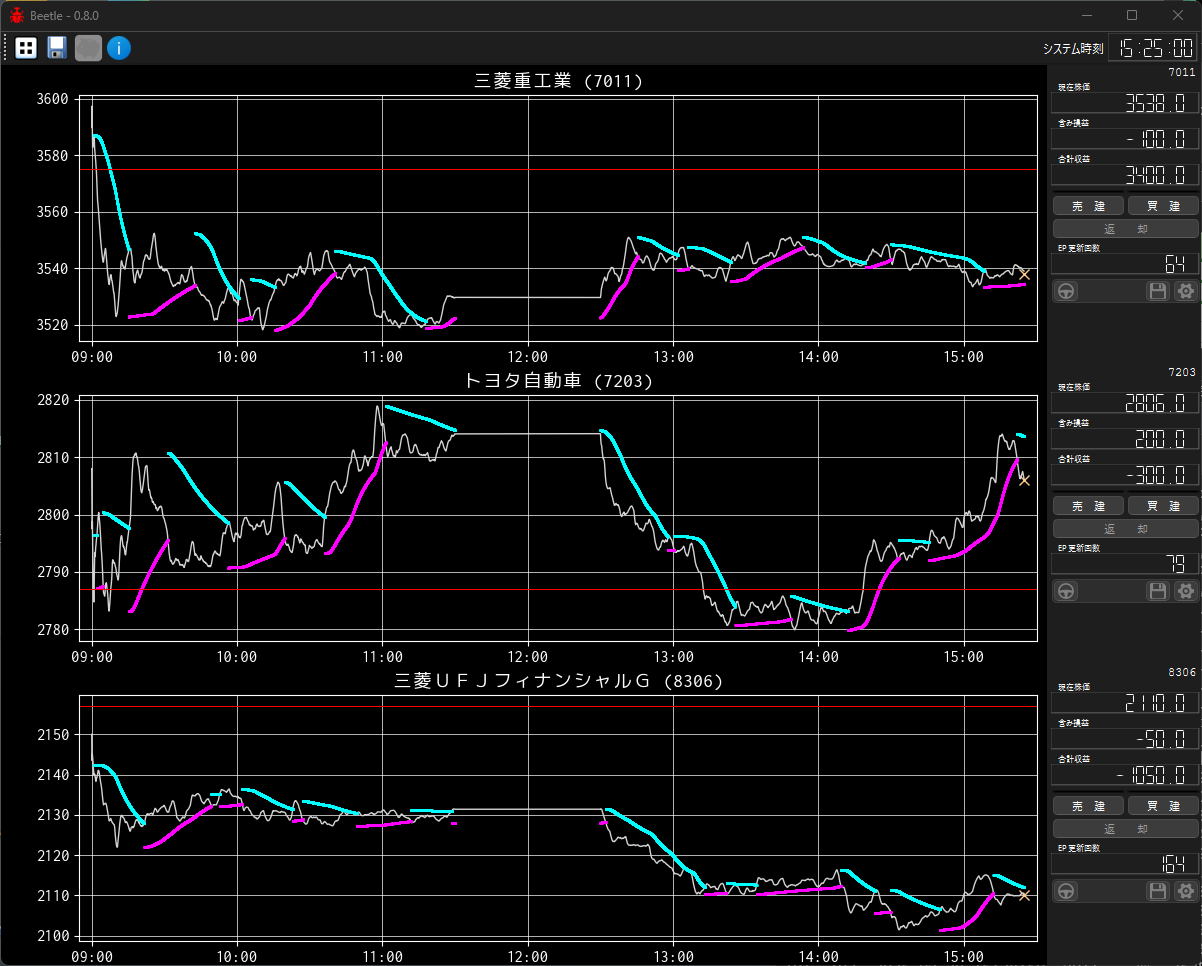 Beetle - 0.8.0
システム時刻 15:25:00
三菱重工業 (7011)
3600
3580
3560
3540
3520
09:00 10:00 11:00 12:00 13:00 14:00 15:00
7011
現在株価
3538.0
含み損益
-100.0
合計収益
3400.0
売 建 買 建
返 却
EP 更新回数
64
トヨタ自動車 (7203)
2820
2810
2800
2790
2780
09:00 10:00 11:00 12:00 13:00 14:00 15:00
7203
現在株価
2806.0
含み損益
200.0
合計収益
-300.0
売 建 買 建
返 却
EP 更新回数
79
三菱ＵＦＪフィナンシャルＧ (8306)
2150
2140
2130
2120
2110
2100
09:00 10:00 11:00 12:00 13:00 14:00 15:00
8306
現在株価
2110.0
含み損益
-50.0
合計収益
-1050.0
売 建 買 建
返 却
EP 更新回数
164